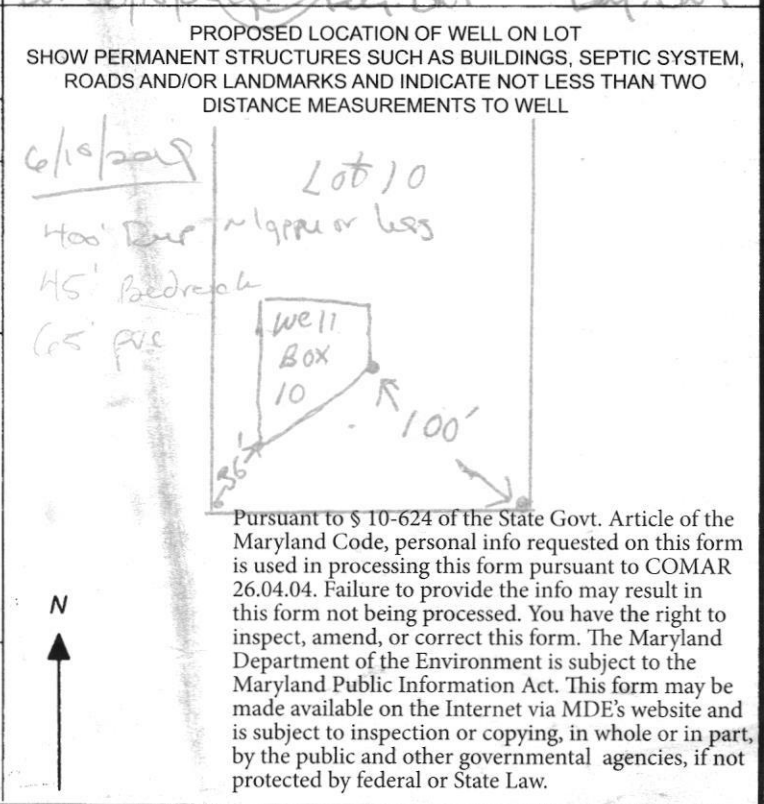 PROPOSED LOCATION OF WELL ON LOT
SHOW PERMANENT STRUCTURES SUCH AS BUILDINGS, SEPTIC SYSTEM,
ROADS AND/OR LANDMARKS AND INDICATE NOT LESS THAN TWO
DISTANCE MEASUREMENTS TO WELL
Lot 10
400' or less
45' Bedrock
65' pvc
Well
Box
10
36'
100'
N
Pursuant to § 10-624 of the State Govt. Article of the
Maryland Code, personal info requested on this form
is used in processing this form pursuant to COMAR
26.04.04. Failure to provide the info may result in
this form not being processed. You have the right to
inspect, amend, or correct this form. The Maryland
Department of the Environment is subject to the
Maryland Public Information Act. This form may be
made available on the Internet via MDE's website and
is subject to inspection or copying, in whole or in part,
by the public and other governmental agencies, if not
protected by federal or State Law.